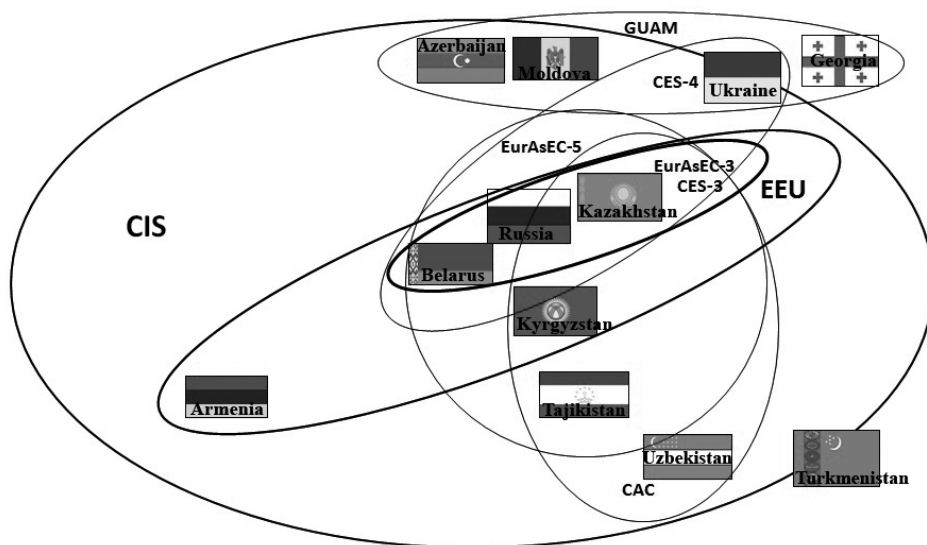 GUAM
Azerbaijan
Moldova
Georgia
CES-4
Ukraine
EurAsEC-5
EurAsEC-3
CES-3
EEU
CIS
Kazakhstan
Russia
Belarus
Kyrgyzstan
Armenia
Tajikistan
Uzbekistan
Turkmenistan
CAC